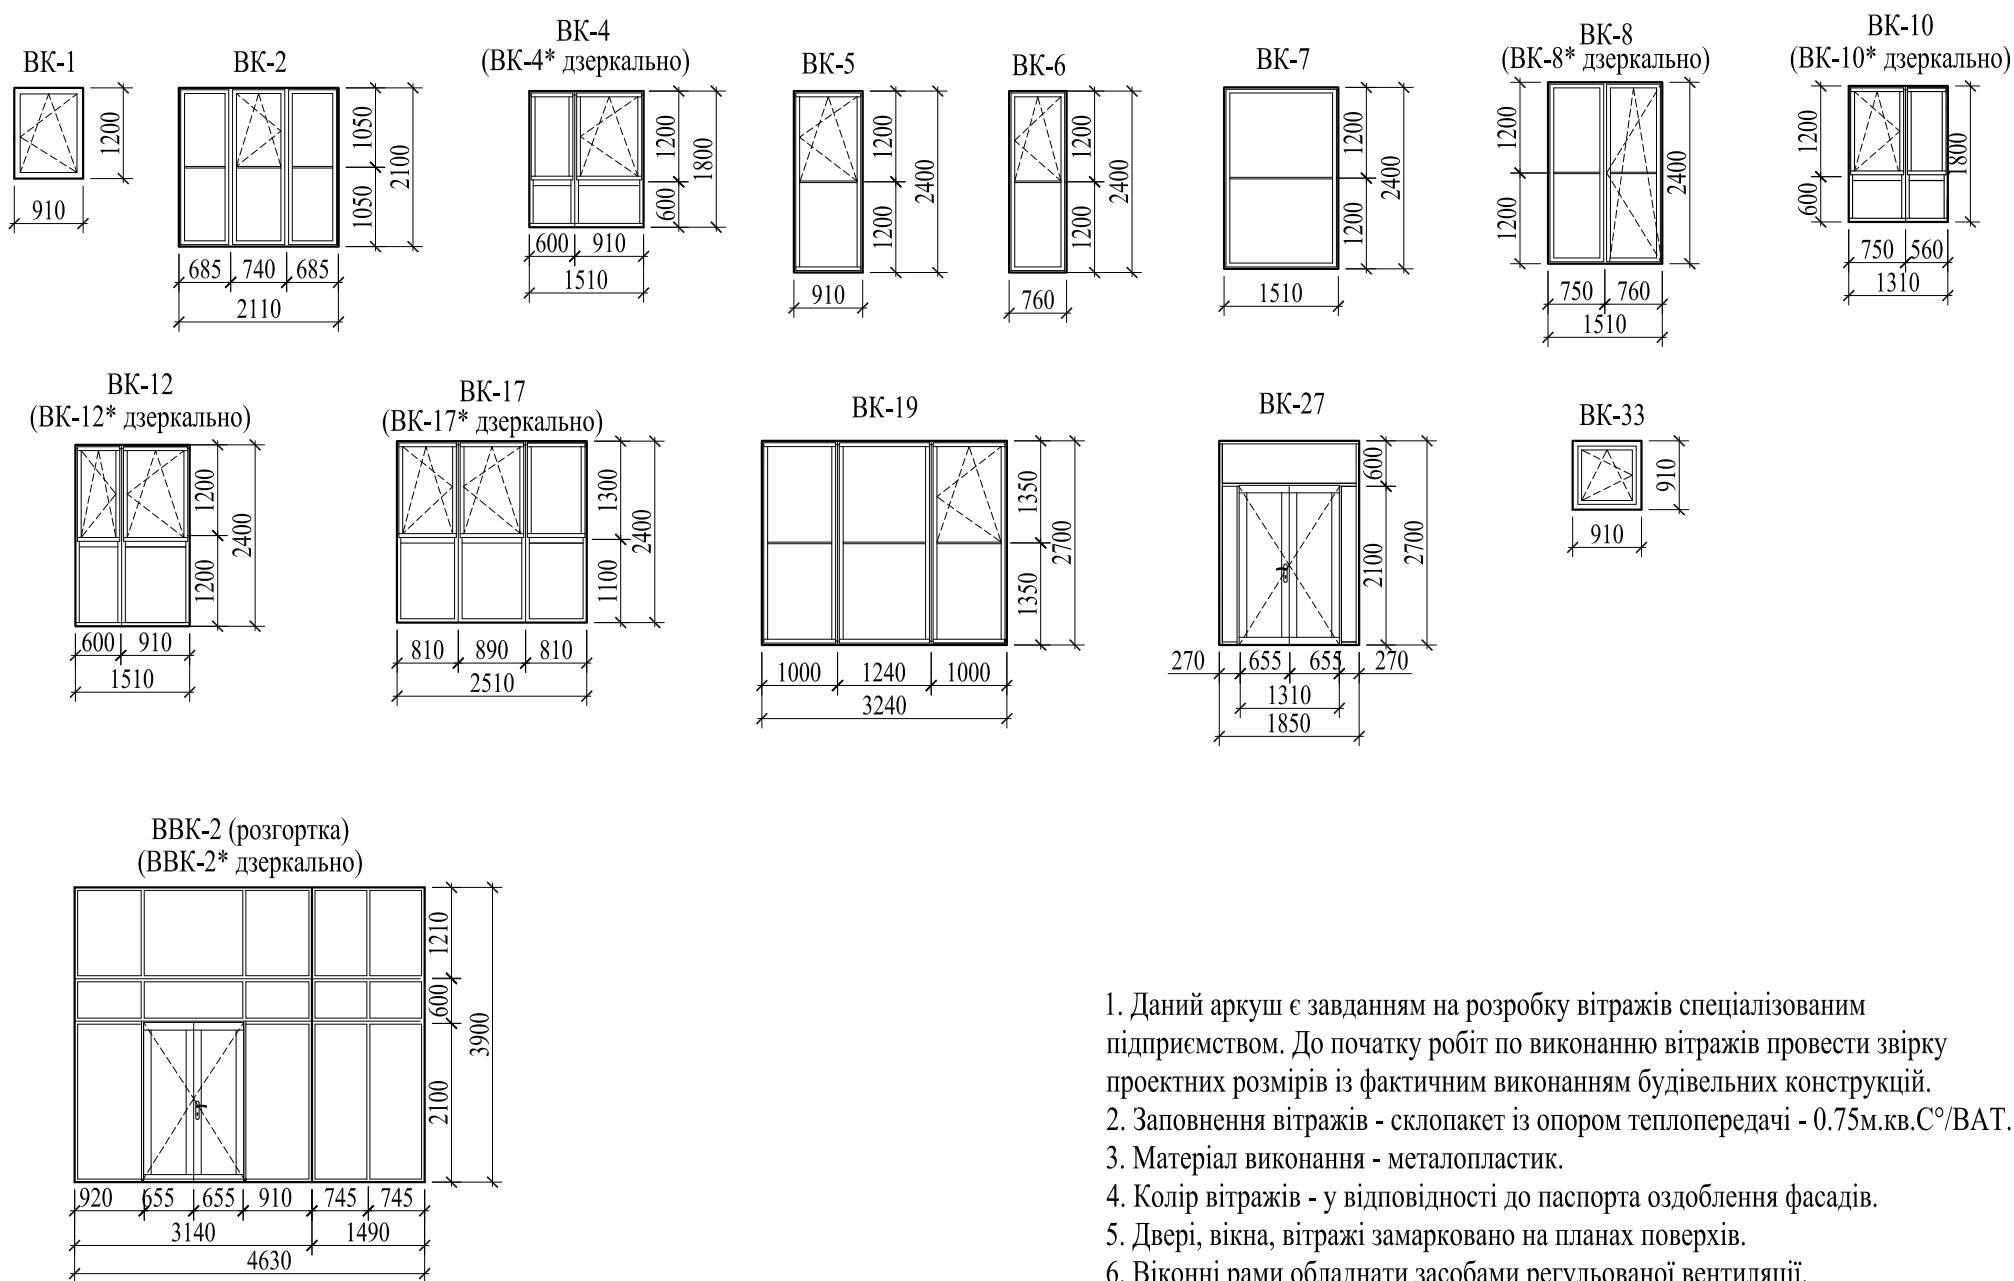 ВК-1
1200
910
ВК-2
1050
1050
2100
685 740 685
2110
ВК-4
(ВК-4* дзеркально)
1200
600
1800
600 910
1510
ВК-5
1200
1200
2400
910
ВК-6
1200
1200
2400
760
ВК-7
1200
1200
2400
1510
ВК-8
(ВК-8* дзеркально)
1200
1200
2400
750 760
1510
ВК-10
(ВК-10* дзеркально)
1200
600
1800
750 560
1310
ВК-12
(ВК-12* дзеркально)
1200
1200
2400
600 910
1510
ВК-17
(ВК-17* дзеркально)
1300
1100
2400
810 890 810
2510
ВК-19
1350
1350
2700
1000 1240 1000
3240
ВК-27
600
2100
2700
270 655 655 270
1310
1850
ВК-33
910
910
ВВК-2 (розгортка)
(ВВК-2* дзеркально)
1210
600
2100
3900
920 655 655 910 745 745
3140 1490
4630
1. Даний аркуш є завданням на розробку вітражів спеціалізованим
підприємством. До початку робіт по виконанню вітражів провести звірку
проектних розмірів із фактичним виконанням будівельних конструкцій.
2. Заповнення вітражів - склопакет із опором теплопередачі - 0.75м.кв.С°/ВАТ.
3. Матеріал виконання - металопластик.
4. Колір вітражів - у відповідності до паспорта оздоблення фасадів.
5. Двері, вікна, вітражі замарковано на планах поверхів.
6. Віконні рами обладнати засобами регульованої вентиляції.